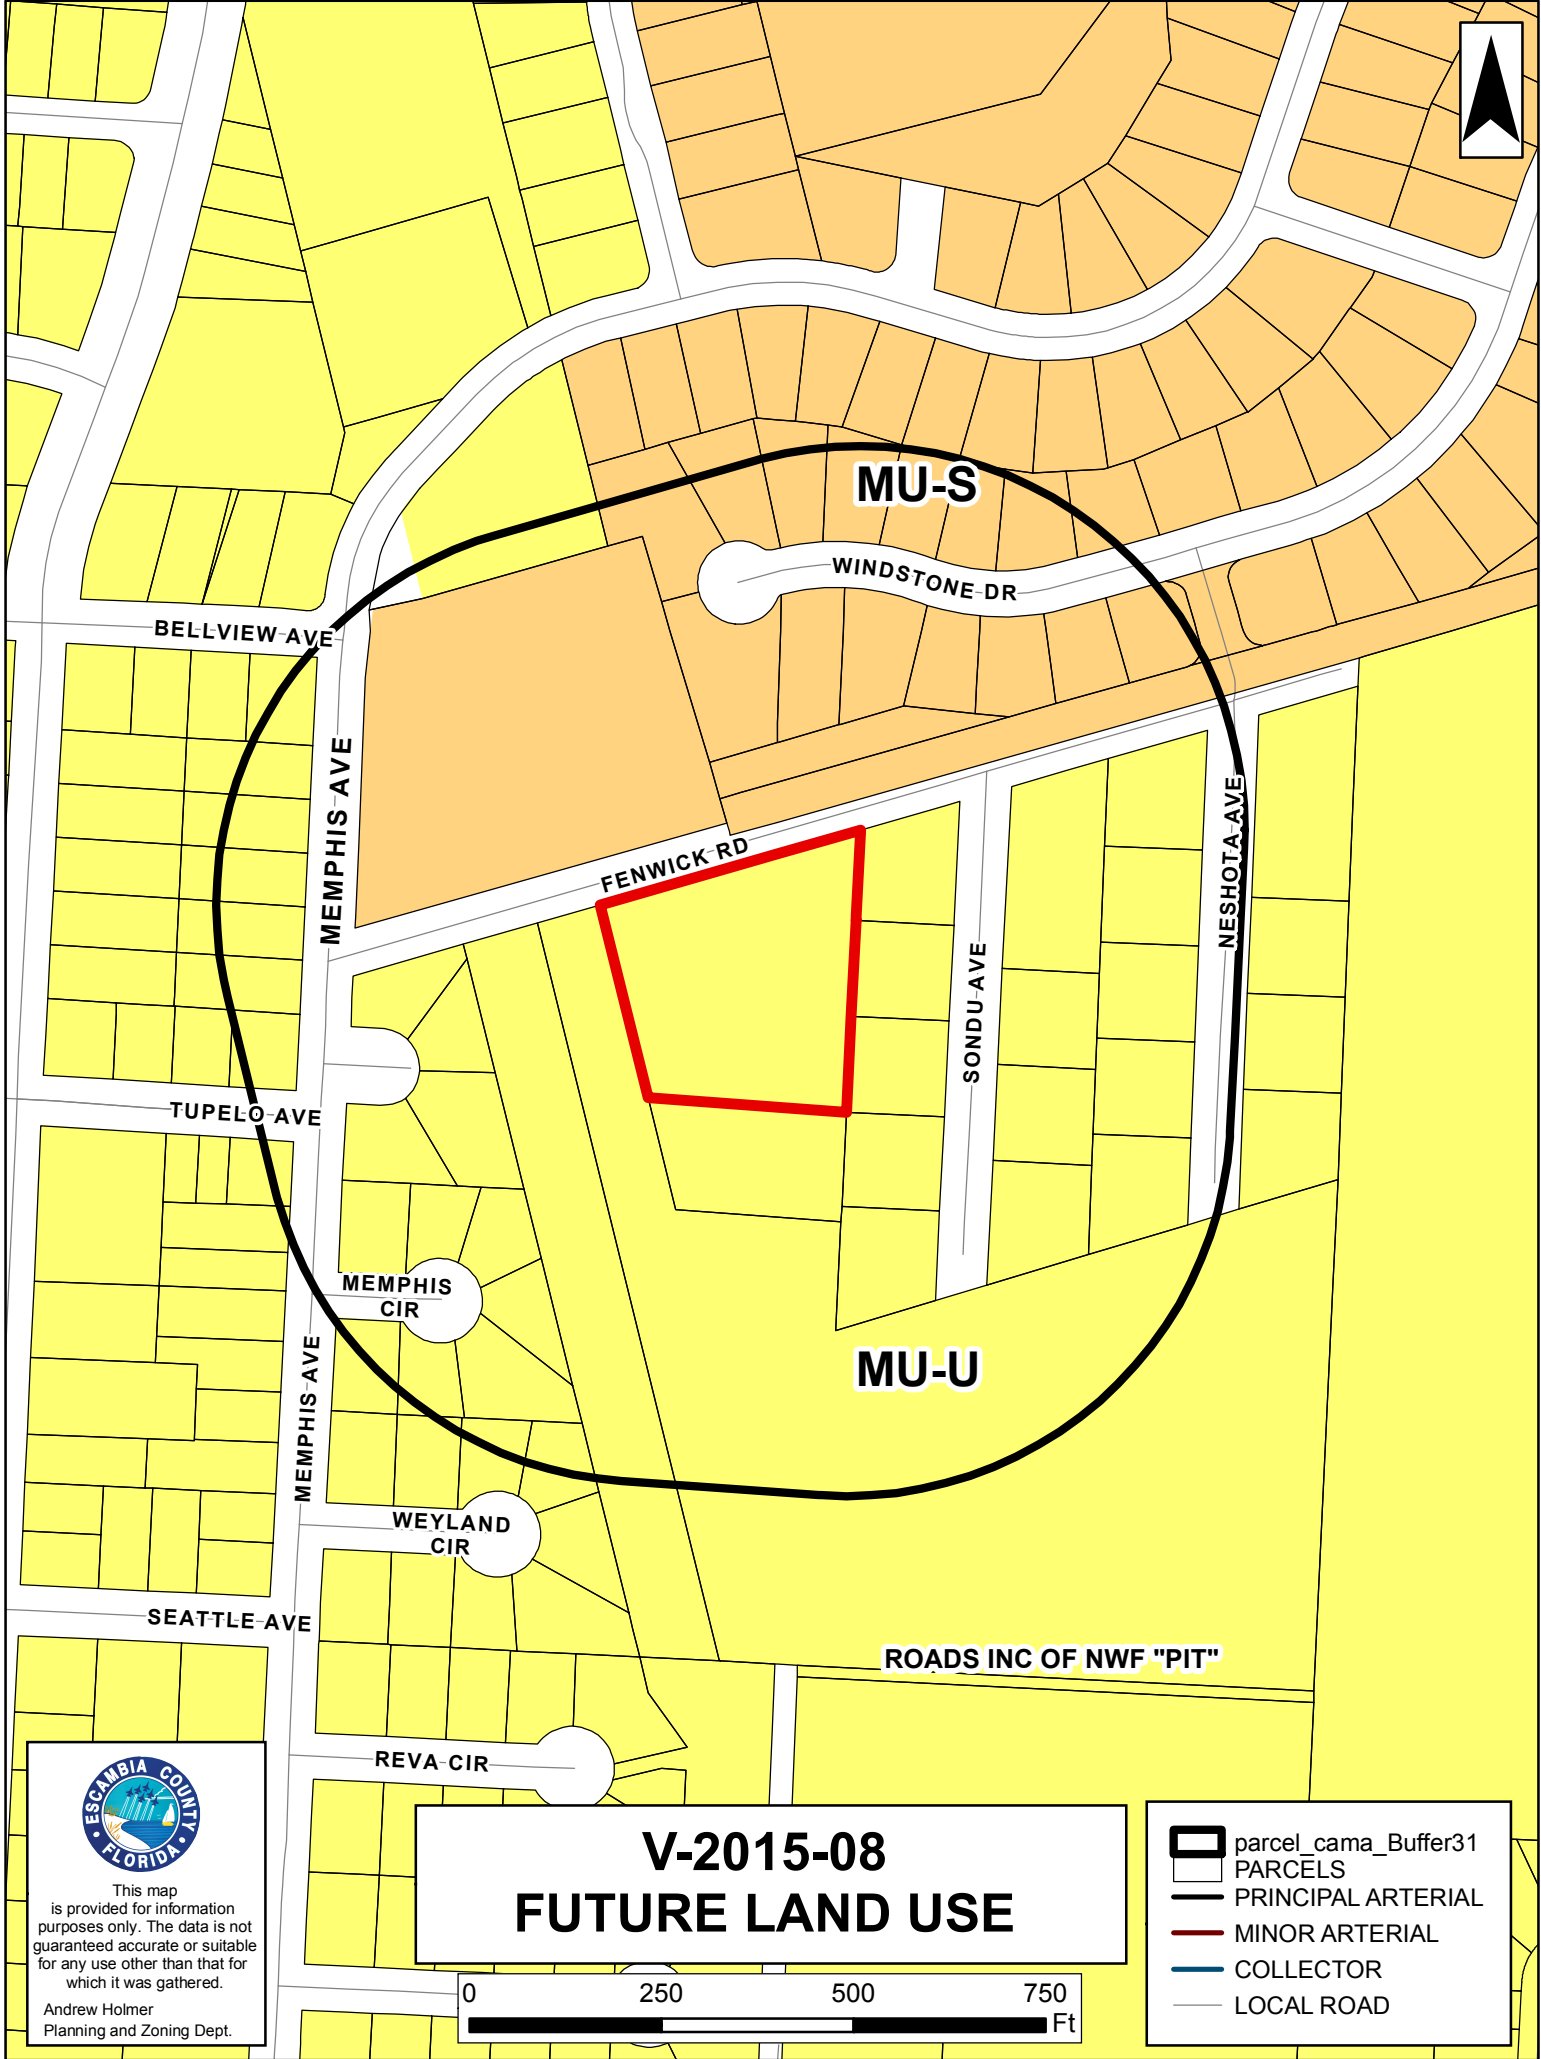 MU-S
WINDSTONE DR
BELLVIEW AVE
MEMPHIS AVE
FENWICK RD
NESHOTA AVE
SONDU AVE
TUPELO AVE
MEMPHIS
CIR
MU-U
MEMPHIS AVE
WEYLAND
CIR
SEATTLE AVE
ROADS INC OF NWF "PIT"
REVA CIR
ESCAMBIA COUNTY
FLORIDA
This map
is provided for information
purposes only. The data is not
guaranteed accurate or suitable
for any use other than that for
which it was gathered.
Andrew Holmer
Planning and Zoning Dept.
V-2015-08
FUTURE LAND USE
0 250 500 750
Ft
parcel_cama_Buffer31
PARCELS
PRINCIPAL ARTERIAL
MINOR ARTERIAL
COLLECTOR
LOCAL ROAD